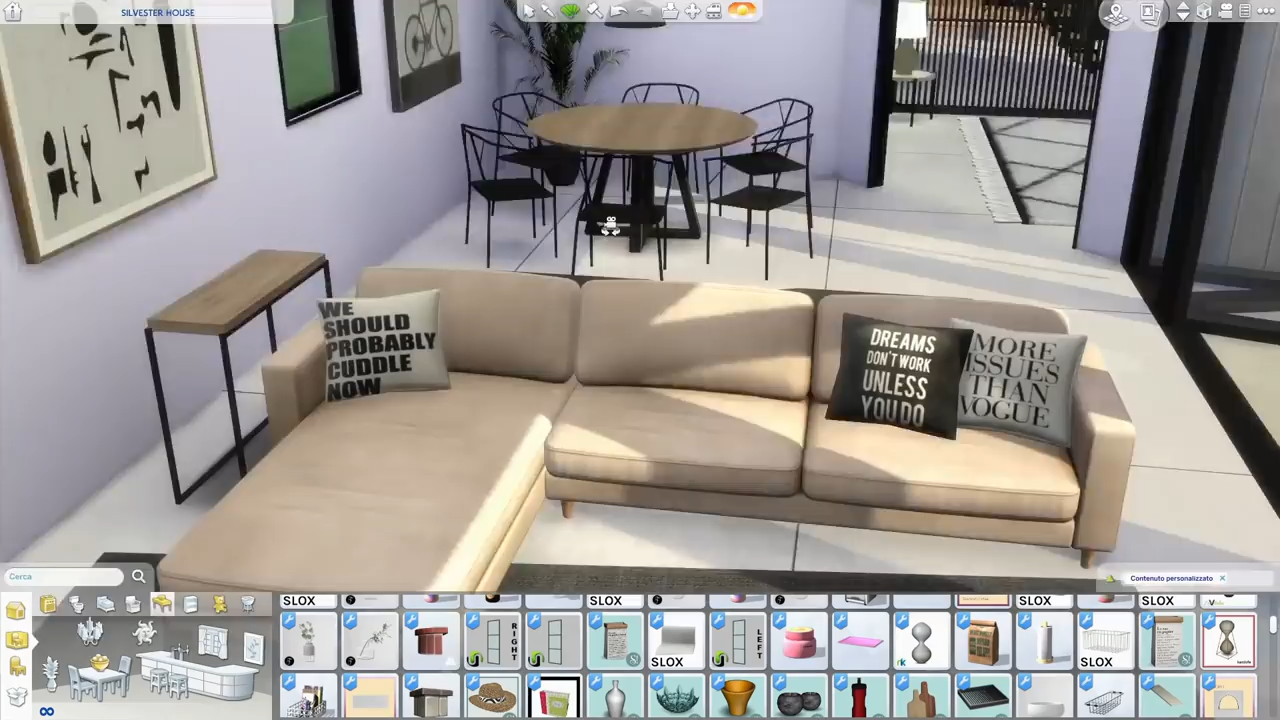 SILVESTER HOUSE
WE
SHOULD
PROBABLY
CUDDLE
NOW
DREAMS
DON'T WORK
UNLESS
YOU DO
MORE
ISSUES
THAN
VOGUE
Cerca
Contenuto personalizzato
SLOX
SLOX
SLOX
SLOX
RIGHT
SLOX
LEFT
rk
SLOX